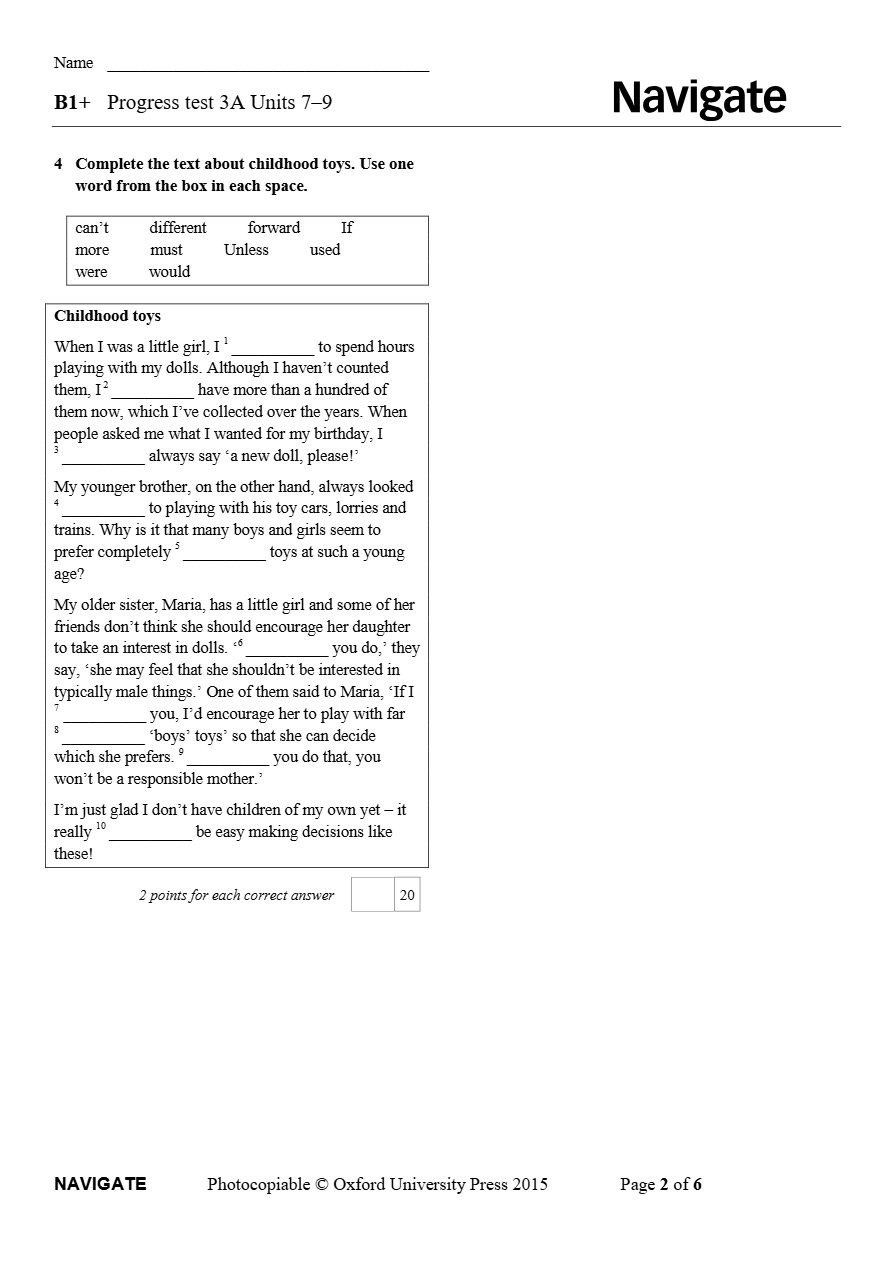 Name ________________________________________
B1+ Progress test 3A Units 7–9
Navigate
4 Complete the text about childhood toys. Use one
word from the box in each space.
can’t different forward If
more must Unless used
were would
Childhood toys
When I was a little girl, I 1 __________ to spend hours
playing with my dolls. Although I haven’t counted
them, I 2 __________ have more than a hundred of
them now, which I’ve collected over the years. When
people asked me what I wanted for my birthday, I
3 __________ always say ‘a new doll, please!’
My younger brother, on the other hand, always looked
4 __________ to playing with his toy cars, lorries and
trains. Why is it that many boys and girls seem to
prefer completely 5 __________ toys at such a young
age?
My older sister, Maria, has a little girl and some of her
friends don’t think she should encourage her daughter
to take an interest in dolls. ‘6 __________ you do,’ they
say, ‘she may feel that she shouldn’t be interested in
typically male things.’ One of them said to Maria, ‘If I
7 __________ you, I’d encourage her to play with far
8 __________ ‘boys’ toys’ so that she can decide
which she prefers. 9 __________ you do that, you
won’t be a responsible mother.’
I’m just glad I don’t have children of my own yet – it
really 10 __________ be easy making decisions like
these!
2 points for each correct answer 20
NAVIGATE Photocopiable © Oxford University Press 2015 Page 2 of 6